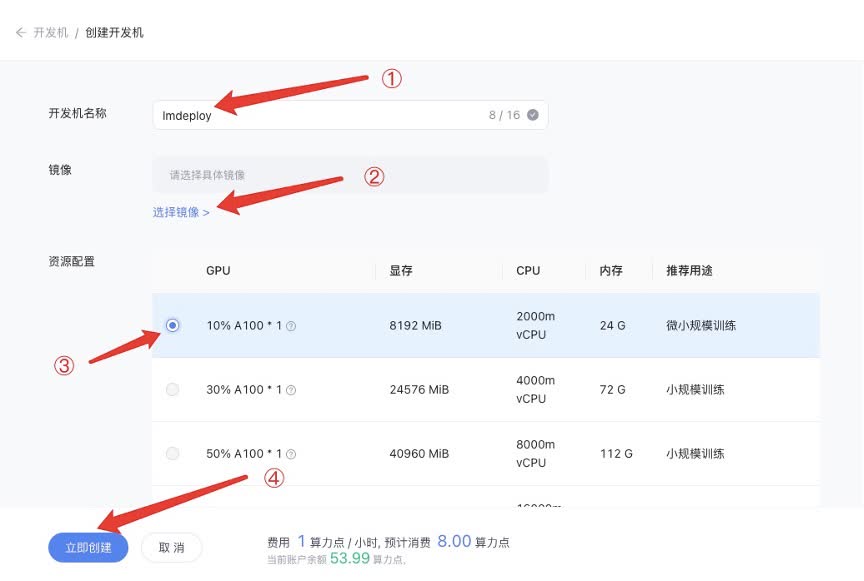 ← 开发机 / 创建开发机
①
开发机名称
lmdeploy 8 / 16
镜像
请选择具体镜像
②
选择镜像 >
资源配置
GPU 显存 CPU 内存 推荐用途
10% A100 * 1 8192 MiB 2000m vCPU 24 G 微小规模训练
③
30% A100 * 1 24576 MiB 4000m vCPU 72 G 小规模训练
50% A100 * 1 40960 MiB 8000m vCPU 112 G 小规模训练
④
立即创建 取 消
费用 1 算力点 / 小时, 预计消费 8.00 算力点
当前账户余额 53.99 算力点。